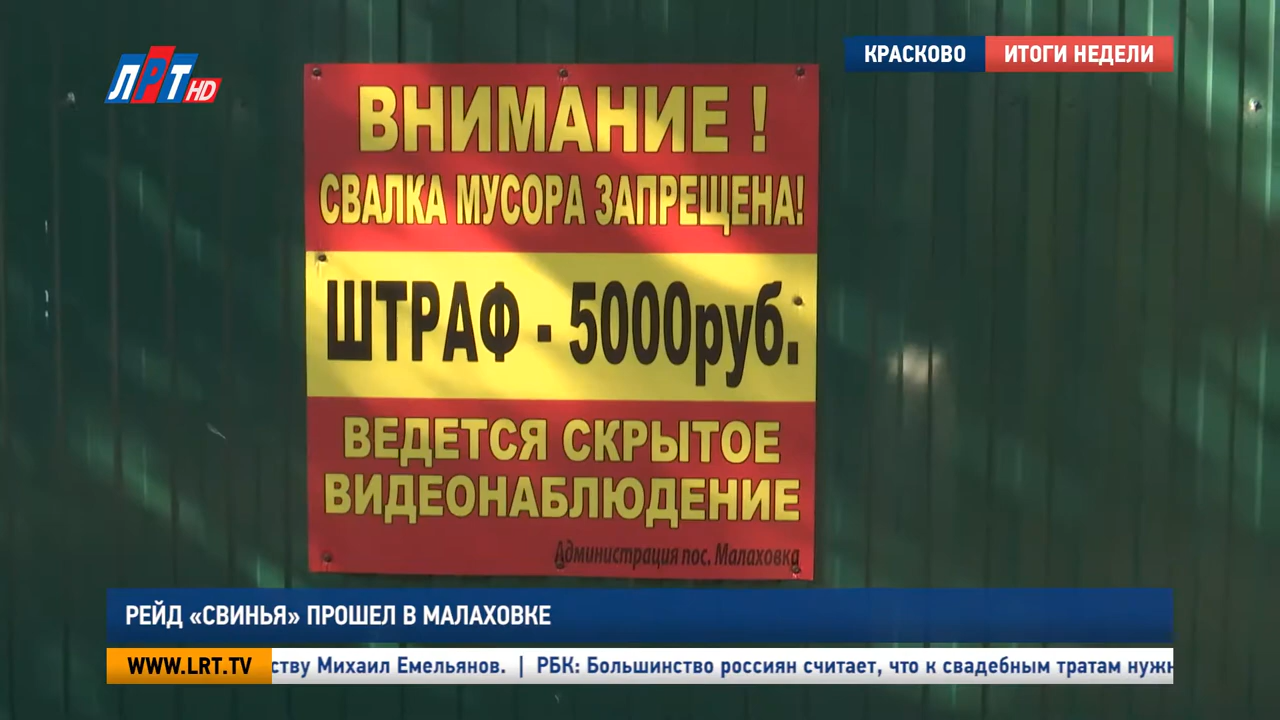 ЛРТ HD
КРАСКОВО ИТОГИ НЕДЕЛИ
ВНИМАНИЕ !
СВАЛКА МУСОРА ЗАПРЕЩЕНА!
ШТРАФ - 5000руб.
ВЕДЕТСЯ СКРЫТОЕ
ВИДЕОНАБЛЮДЕНИЕ
Администрация пос. Малаховка
РЕЙД «СВИНЬЯ» ПРОШЕЛ В МАЛАХОВКЕ
WWW.LRT.TV ству Михаил Емельянов. | РБК: Большинство россиян считает, что к свадебным тратам нужн